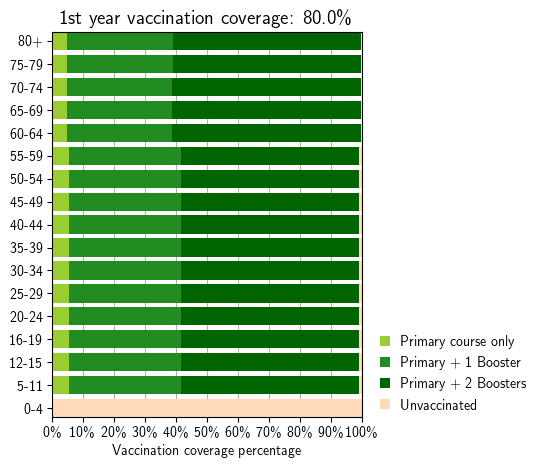 1st year vaccination coverage: 80.0%
80+
75-79
70-74
65-69
60-64
55-59
50-54
45-49
40-44
35-39
30-34
25-29
20-24
16-19
12-15
5-11
0-4
0% 10% 20% 30% 40% 50% 60% 70% 80% 90% 100%
Vaccination coverage percentage
Primary course only
Primary + 1 Booster
Primary + 2 Boosters
Unvaccinated